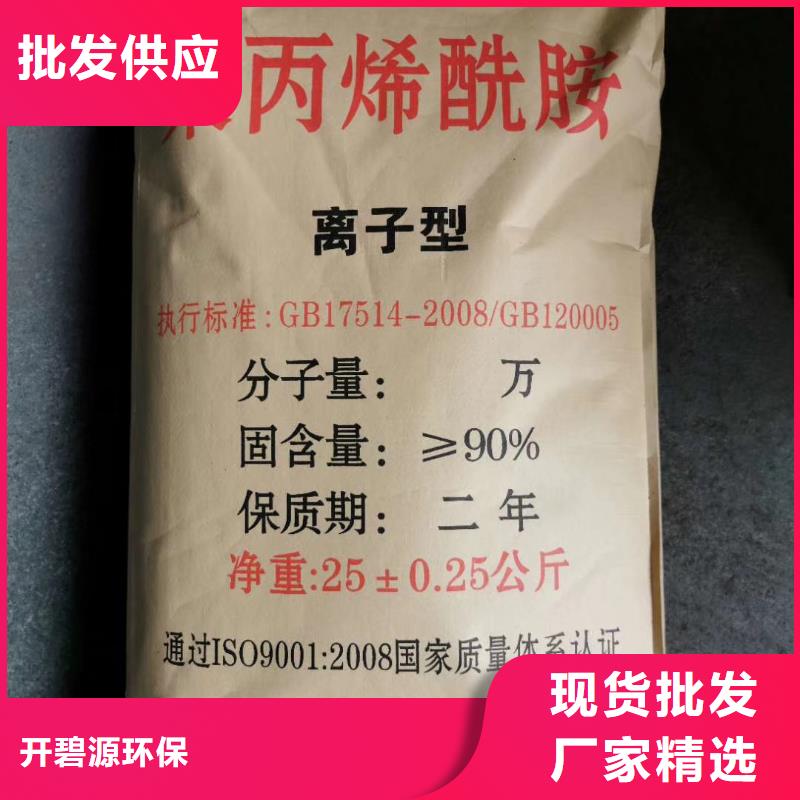 批发供应
丙烯酰胺
离子型
执行标准：GB17514-2008/GB120005
分子量： 万
固含量：≥90%
保质期：二年
净重:25±0.25公斤
通过ISO9001:2008国家质量体系认证
现货批发
厂家精选
开碧源环保